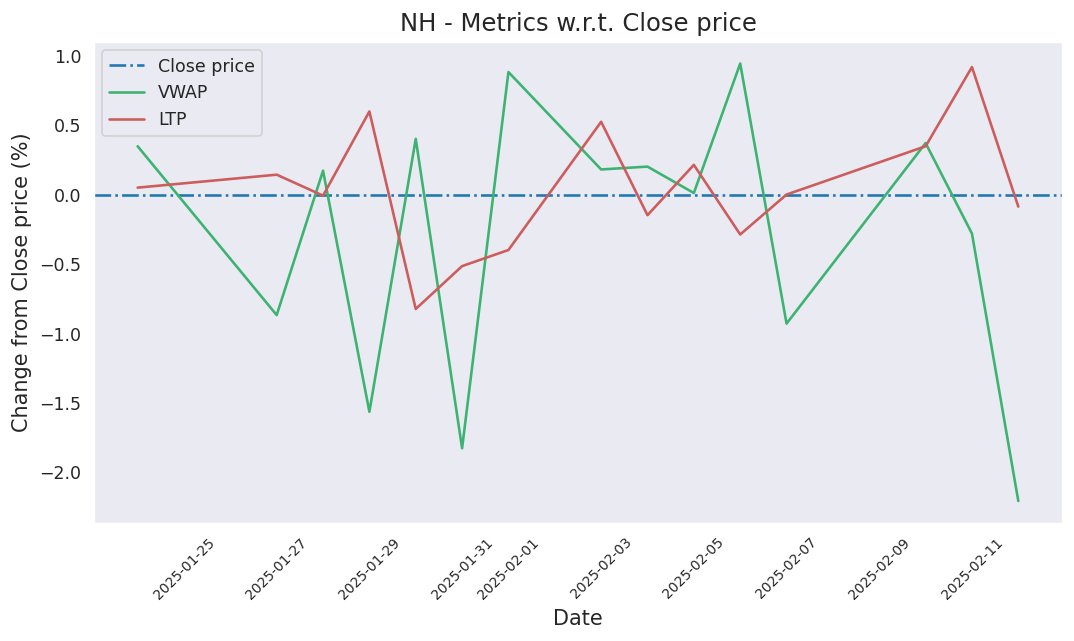 NH - Metrics w.r.t. Close price
Close price
VWAP
LTP
Change from Close price (%)
1.0
0.5
0.0
−0.5
−1.0
−1.5
−2.0
2025-01-25
2025-01-27
2025-01-29
2025-01-31
2025-02-01
2025-02-03
2025-02-05
2025-02-07
2025-02-09
2025-02-11
Date